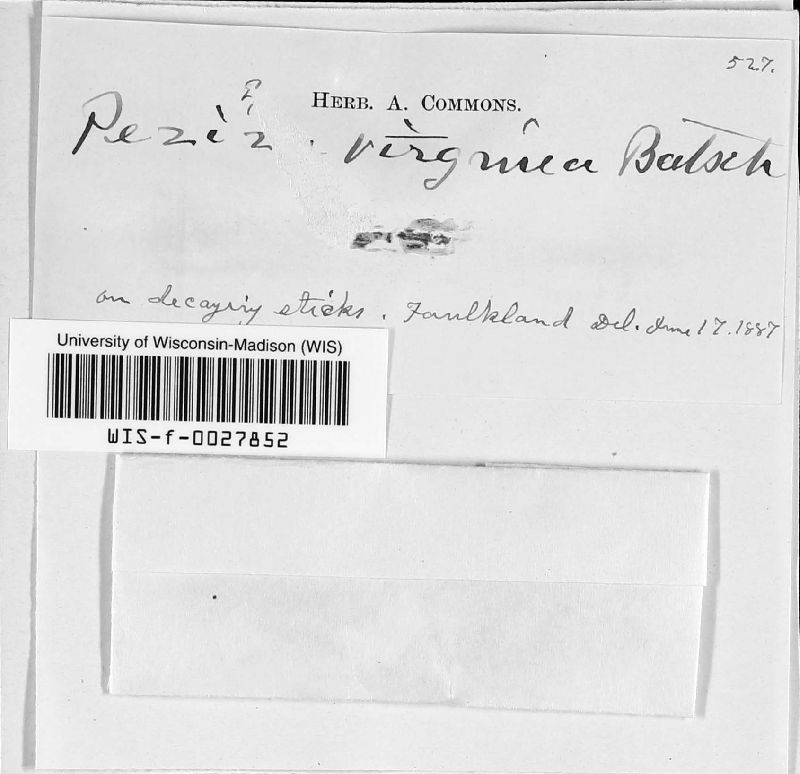 527.
HERB. A. COMMONS.
Peziz. virginea Batsch
on decaying sticks. Faulkland Del. June 17. 1887
University of Wisconsin-Madison (WIS)
WIS-f-0027852